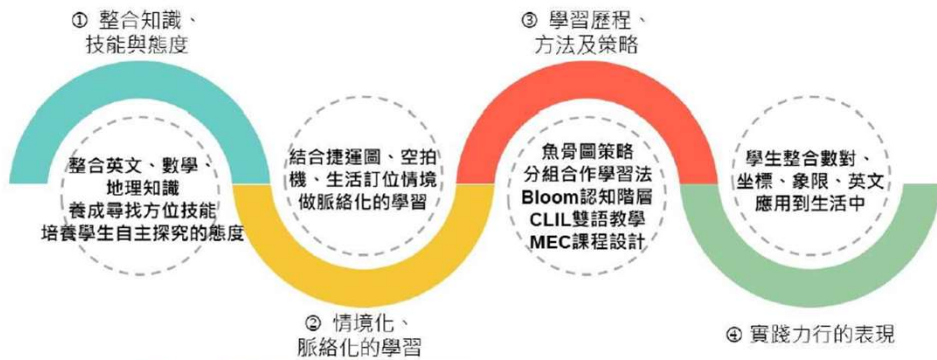 ① 整合知識、
技能與態度
整合英文、數學、
地理知識
養成尋找方位技能
培養學生自主探究的態度
結合捷運圖、空拍
機、生活訂位情境
做脈絡化的學習
② 情境化、
脈絡化的學習
③ 學習歷程、
方法及策略
魚骨圖策略
分組合作學習法
Bloom認知階層
CLIL雙語教學
MEC課程設計
學生整合數對、
坐標、象限、英文
應用到生活中
④ 實踐力行的表現